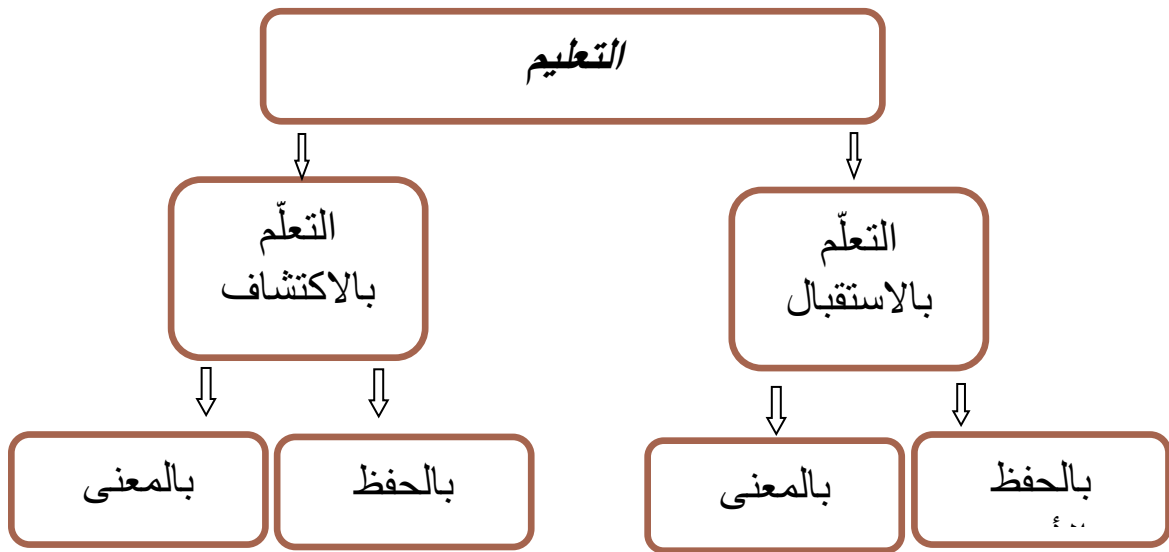 التعليم
التعلّم
بالاستقبال
التعلّم
بالاكتشاف
بالحفظ
بالمعنى
بالحفظ
بالمعنى